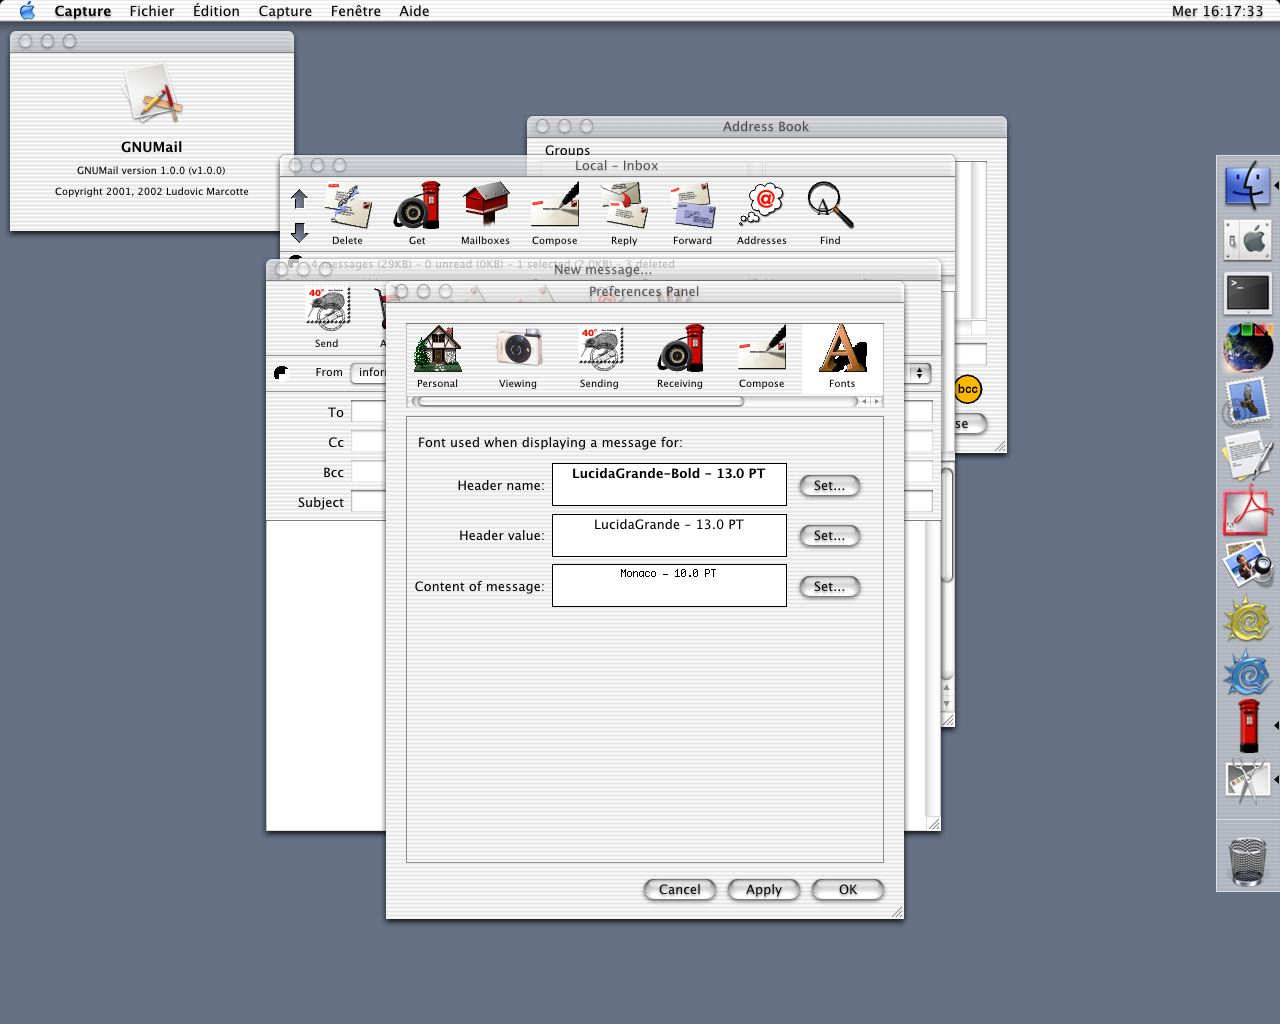 Capture Fichier Édition Capture Fenêtre Aide Mer 16:17:33
GNUMail
GNUMail version 1.0.0 (v1.0.0)
Copyright 2001, 2002 Ludovic Marcotte
Address Book
Groups
Local - Inbox
Delete Get Mailboxes Compose Reply Forward Addresses Find
4 messages (29KB) - 0 unread (0KB) - 1 selected (2.0KB) - 3 deleted
bcc
se
New message...
40°
Send
From infor
To
Cc
Bcc
Subject
Preferences Panel
40°
Personal Viewing Sending Receiving Compose Fonts
Font used when displaying a message for:
Header name: LucidaGrande-Bold - 13.0 PT Set...
Header value: LucidaGrande - 13.0 PT Set...
Content of message: Monaco - 10.0 PT Set...
Cancel Apply OK